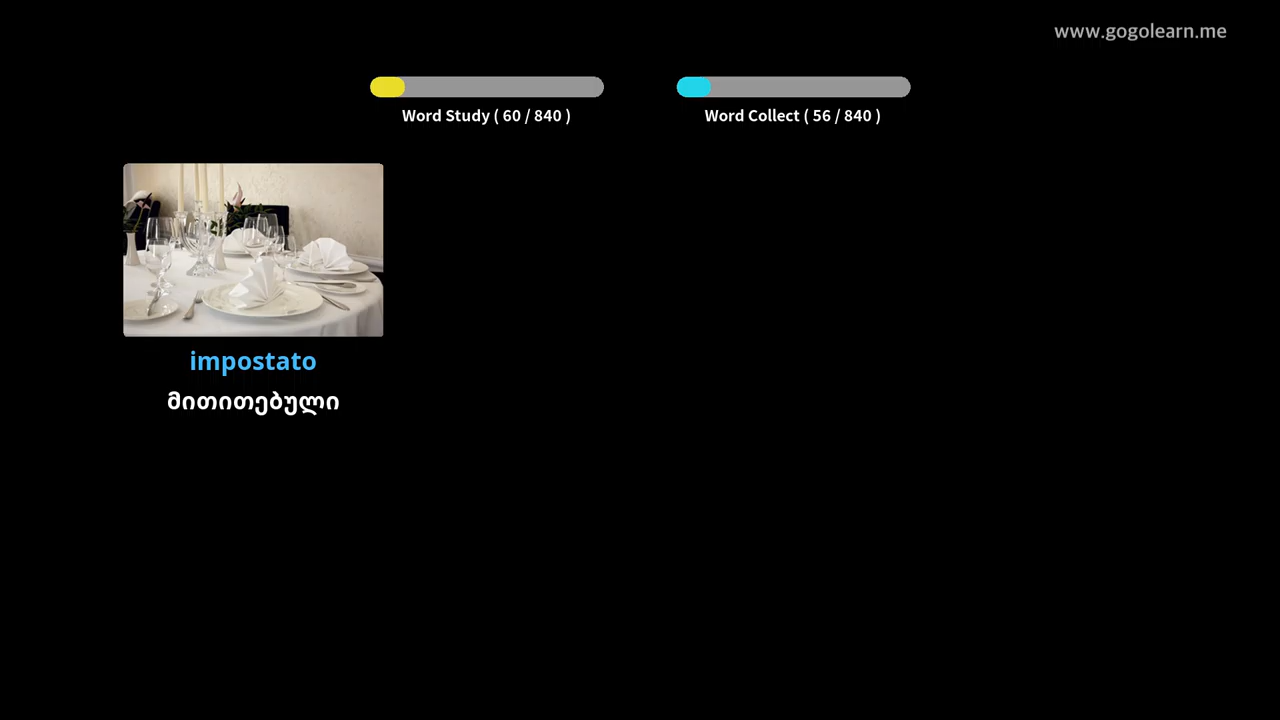 www.gogolearn.me
Word Study ( 60 / 840 )
Word Collect ( 56 / 840 )
impostato
მითითებული